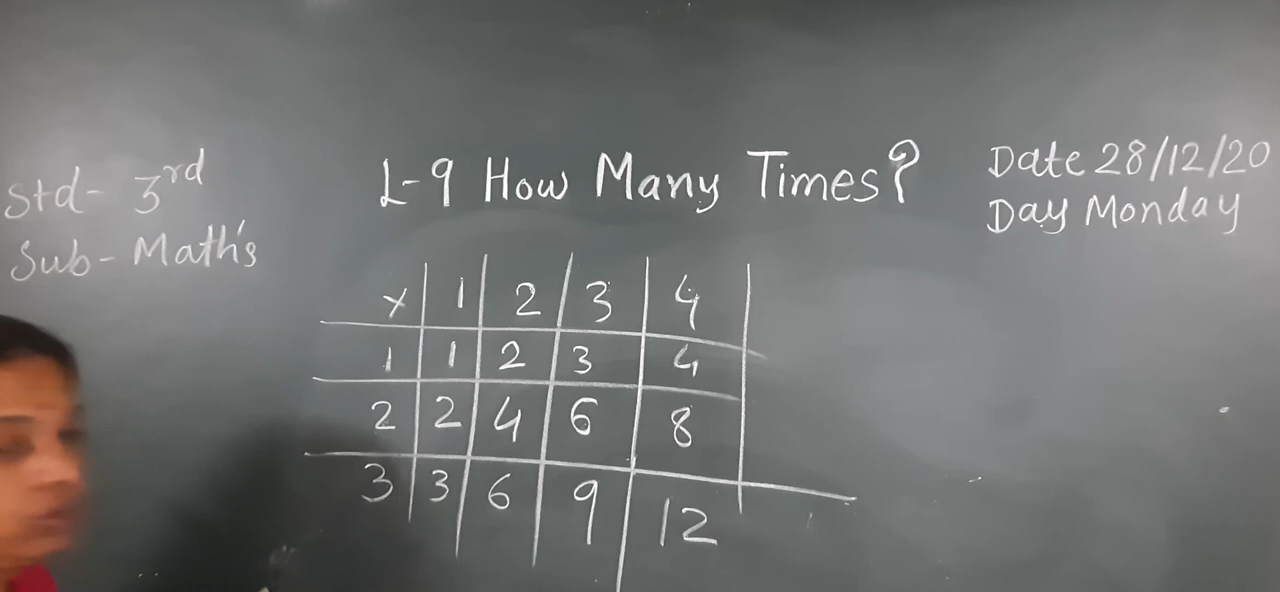 Std- 3rd
Sub- Math's
L-9 How Many Times?
Date 28/12/20
Day Monday
x 1 2 3 4
1 1 2 3 4
2 2 4 6 8
3 3 6 9 12